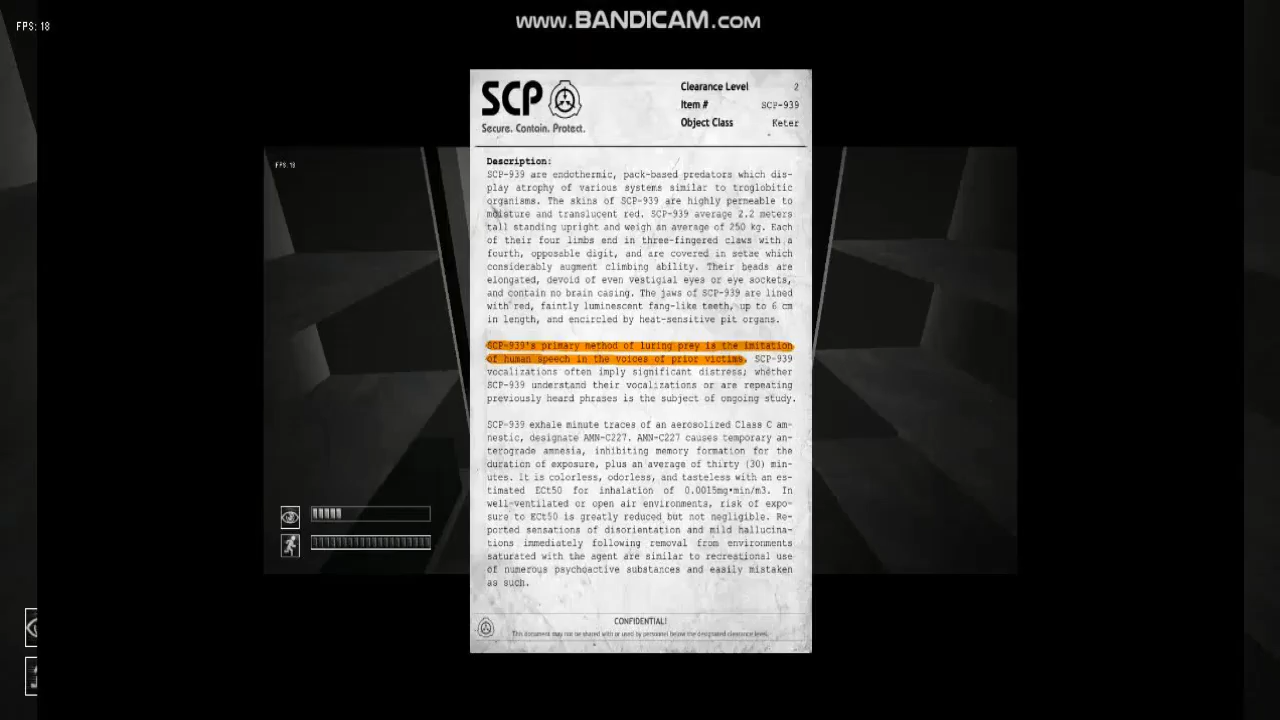 www.BANDICAM.com
FPS: 18
SCP
Secure. Contain. Protect.
Clearance Level 2
Item # SCP-939
Object Class Keter
FPS: 18
Description:
SCP-939 are endothermic, pack-based predators which dis-
play atrophy of various systems similar to troglobitic
organisms. The skins of SCP-939 are highly permeable to
moisture and translucent red. SCP-939 average 2.2 meters
tall standing upright and weigh an average of 250 kg. Each
of their four limbs end in three-fingered claws with a
fourth, opposable digit, and are covered in setae which
considerably augment climbing ability. Their heads are
elongated, devoid of even vestigial eyes or eye sockets,
and contain no brain casing. The jaws of SCP-939 are lined
with red, faintly luminescent fang-like teeth, up to 6 cm
in length, and encircled by heat-sensitive pit organs.
SCP-939's primary method of luring prey is the imitation
of human speech in the voices of prior victims. SCP-939
vocalizations often imply significant distress; whether
SCP-939 understand their vocalizations or are repeating
previously heard phrases is the subject of ongoing study.
SCP-939 exhale minute traces of an aerosolized Class C am-
nestic, designate AMN-C227. AMN-C227 causes temporary an-
terograde amnesia, inhibiting memory formation for the
duration of exposure, plus an average of thirty (30) min-
utes. It is colorless, odorless, and tasteless with an es-
timated ECt50 for inhalation of 0.0015mg•min/m3. In
well-ventilated or open air environments, risk of expo-
sure to ECt50 is greatly reduced but not negligible. Re-
ported sensations of disorientation and mild hallucina-
tions immediately following removal from environments
saturated with the agent are similar to recreational use
of numerous psychoactive substances and easily mistaken
as such.
CONFIDENTIAL!
This document may not be shared with or used by personnel below the designated clearance level.